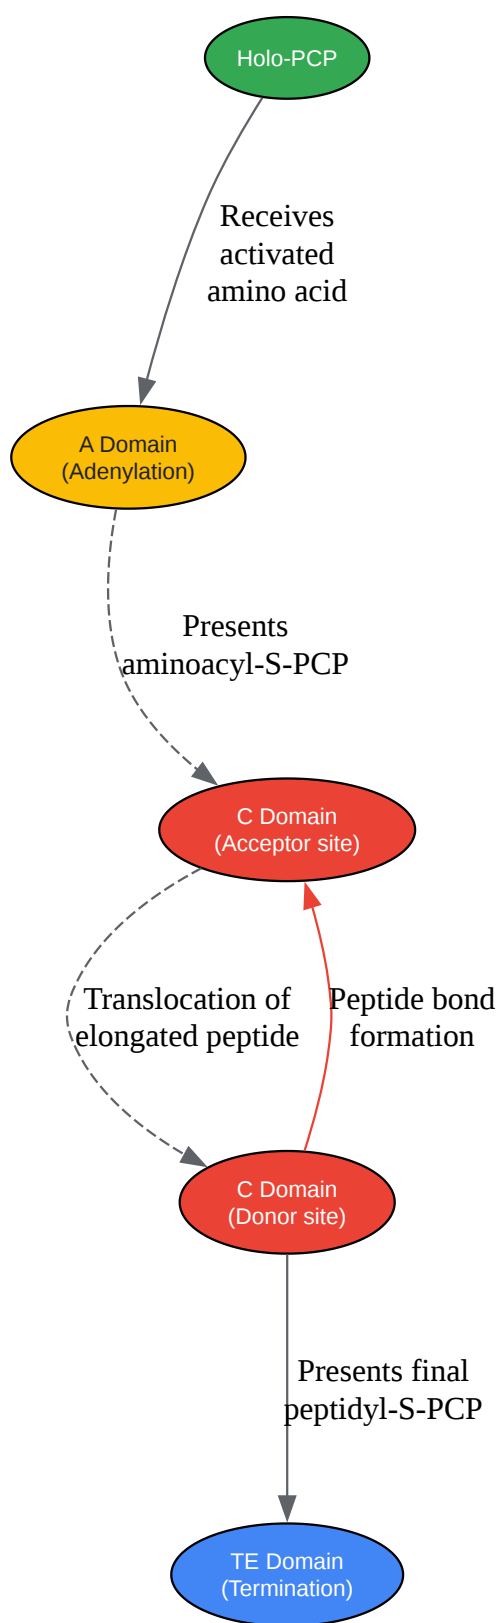 Holo-PCP
Receives
activated
amino acid
A Domain
(Adenylation)
Presents
aminoacyl-S-PCP
C Domain
(Acceptor site)
Translocation of
elongated peptide
Peptide bond
formation
C Domain
(Donor site)
Presents final
peptidyl-S-PCP
TE Domain
(Termination)